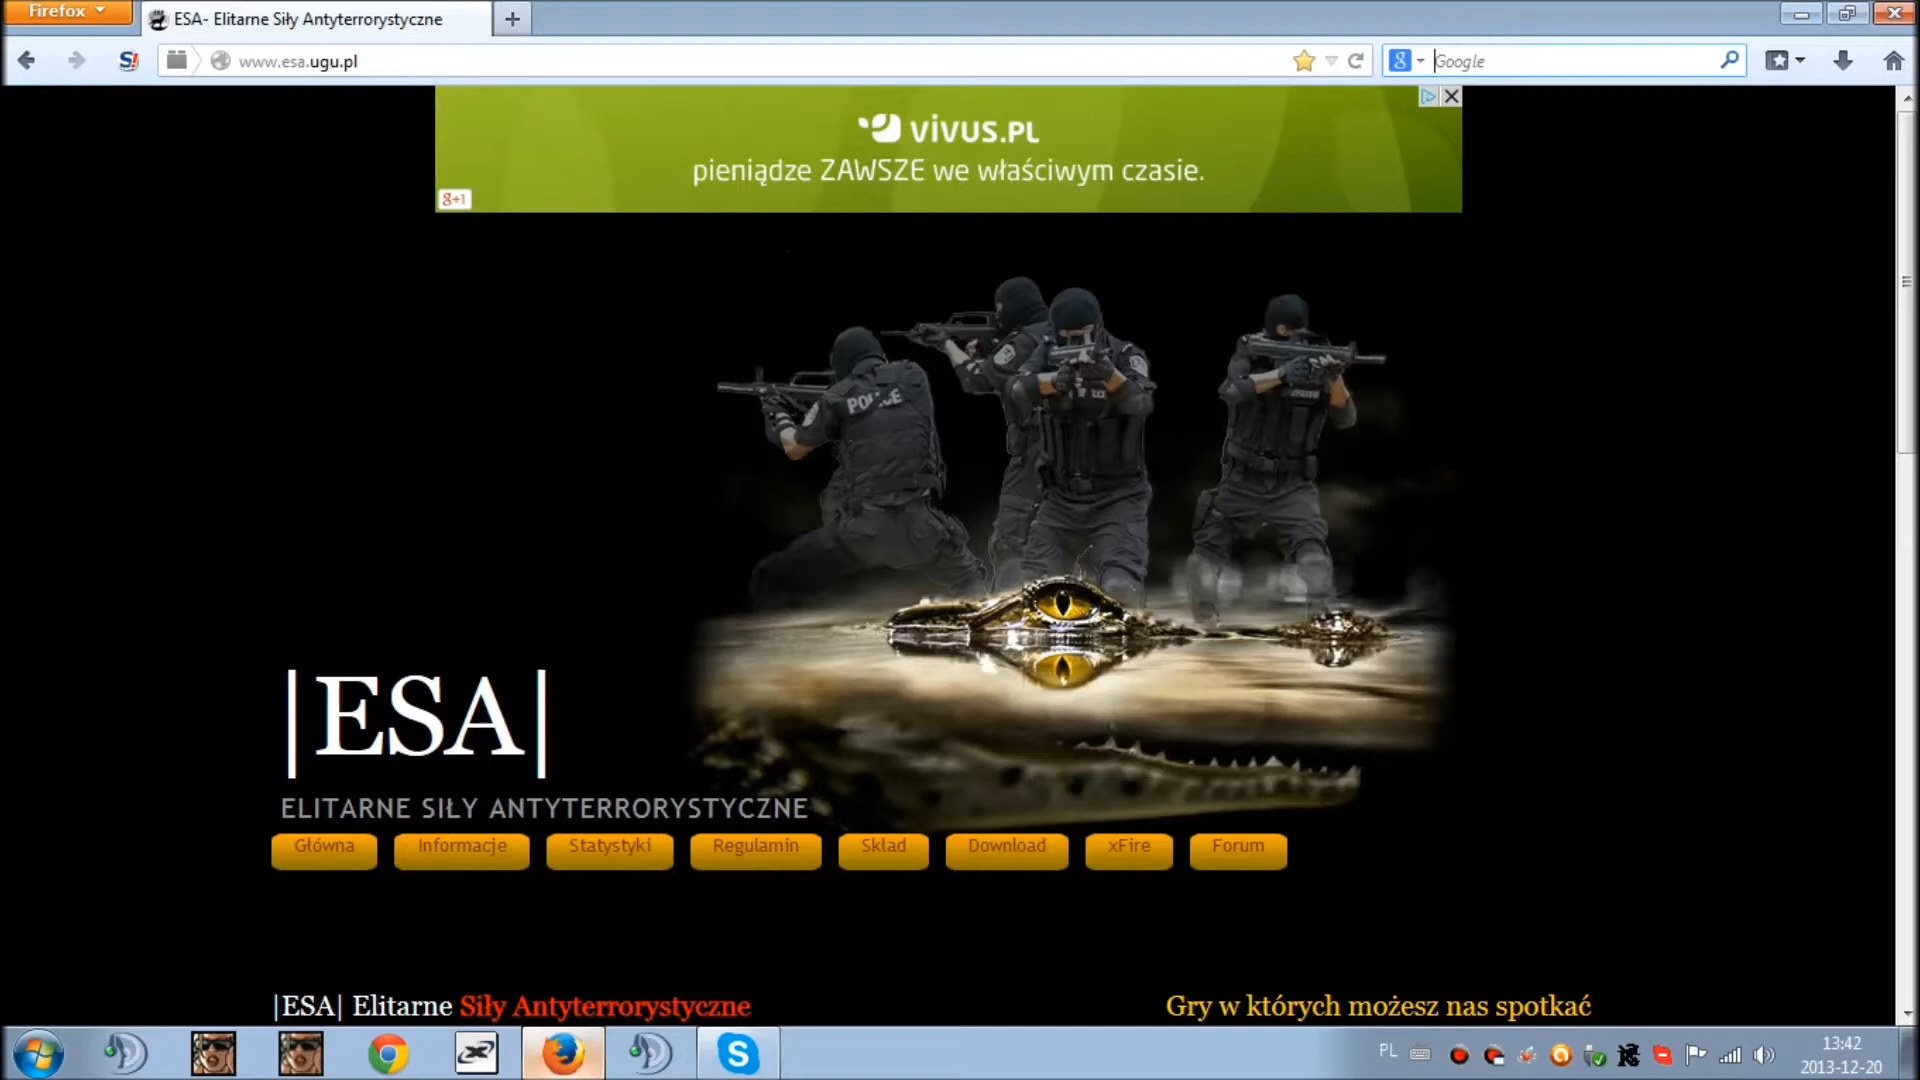 Firefox
ESA- Elitarne Siły Antyterrorystyczne
www.esa.ugu.pl
Google
vivus.PL
pieniądze ZAWSZE we właściwym czasie.
g+1
POLICE
|ESA|
ELITARNE SIŁY ANTYTERRORYSTYCZNE
Główna
Informacje
Statystyki
Regulamin
Skład
Download
xFire
Forum
|ESA| Elitarne Siły Antyterrorystyczne
Gry w których możesz nas spotkać
PL
13:42
2013-12-20